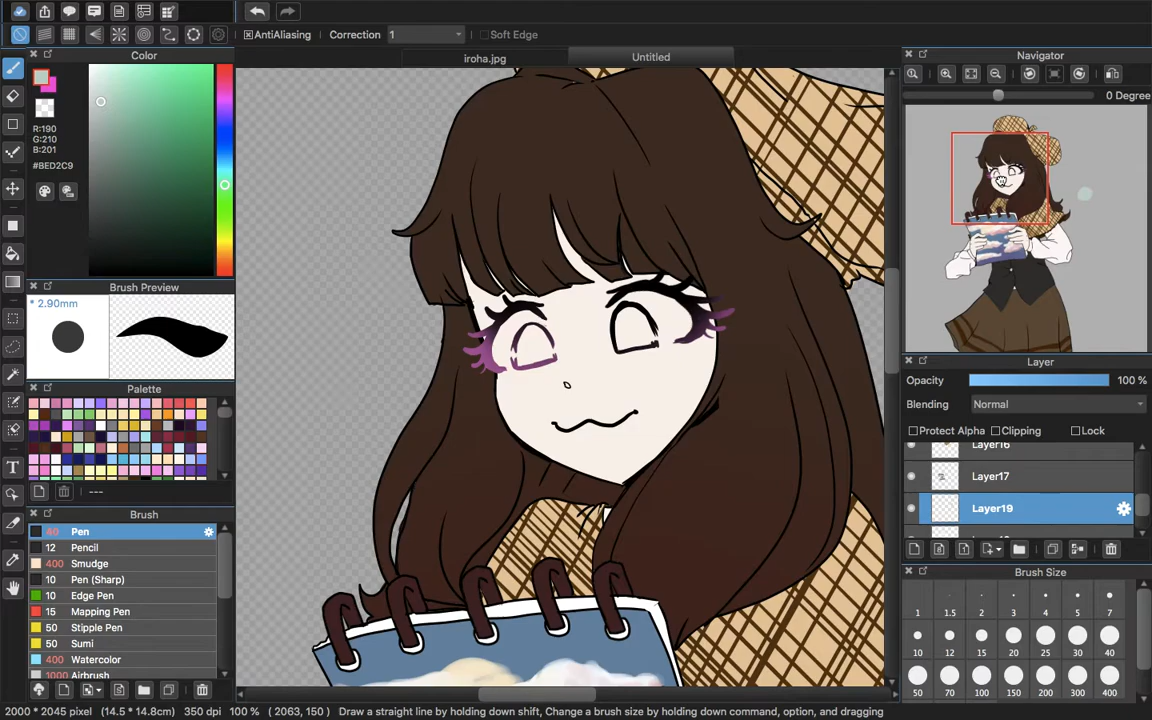 AntiAliasing Correction 1 Soft Edge
Color
iroha.jpg Untitled
Navigator
0 Degree
R:190
G:210
B:201
#BED2C9
Brush Preview
* 2.90mm
Palette
---
Brush
40 Pen
12 Pencil
400 Smudge
10 Pen (Sharp)
10 Edge Pen
15 Mapping Pen
50 Stipple Pen
50 Sumi
400 Watercolor
1000 Airbrush
Layer
Opacity 100 %
Blending Normal
Protect Alpha Clipping Lock
Layer16
Layer17
Layer19
Brush Size
1 1.5 2 3 4 5 7
10 12 15 20 25 30 40
50 70 100 150 200 300 400
2000 * 2045 pixel (14.5 * 14.8cm) 350 dpi 100 % ( 2063, 150 ) Draw a straight line by holding down shift, Change a brush size by holding down command, option, and dragging